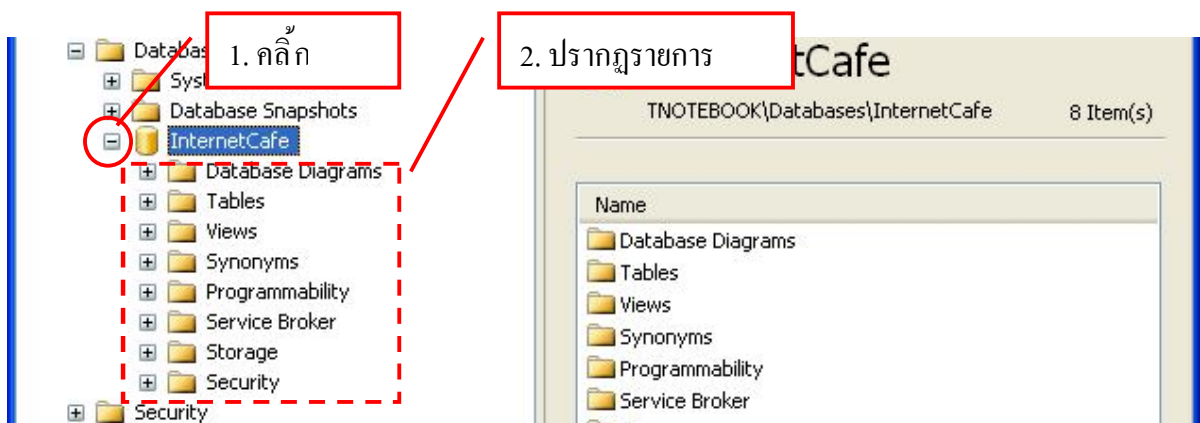 1. คลิ้ก
2. ปรากฏรายการ
Databas
Syst
Database Snapshots
InternetCafe
Database Diagrams
Tables
Views
Synonyms
Programmability
Service Broker
Storage
Security
Security
tCafe
TNOTEBOOK\Databases\InternetCafe 8 Item(s)
Name
Database Diagrams
Tables
Views
Synonyms
Programmability
Service Broker